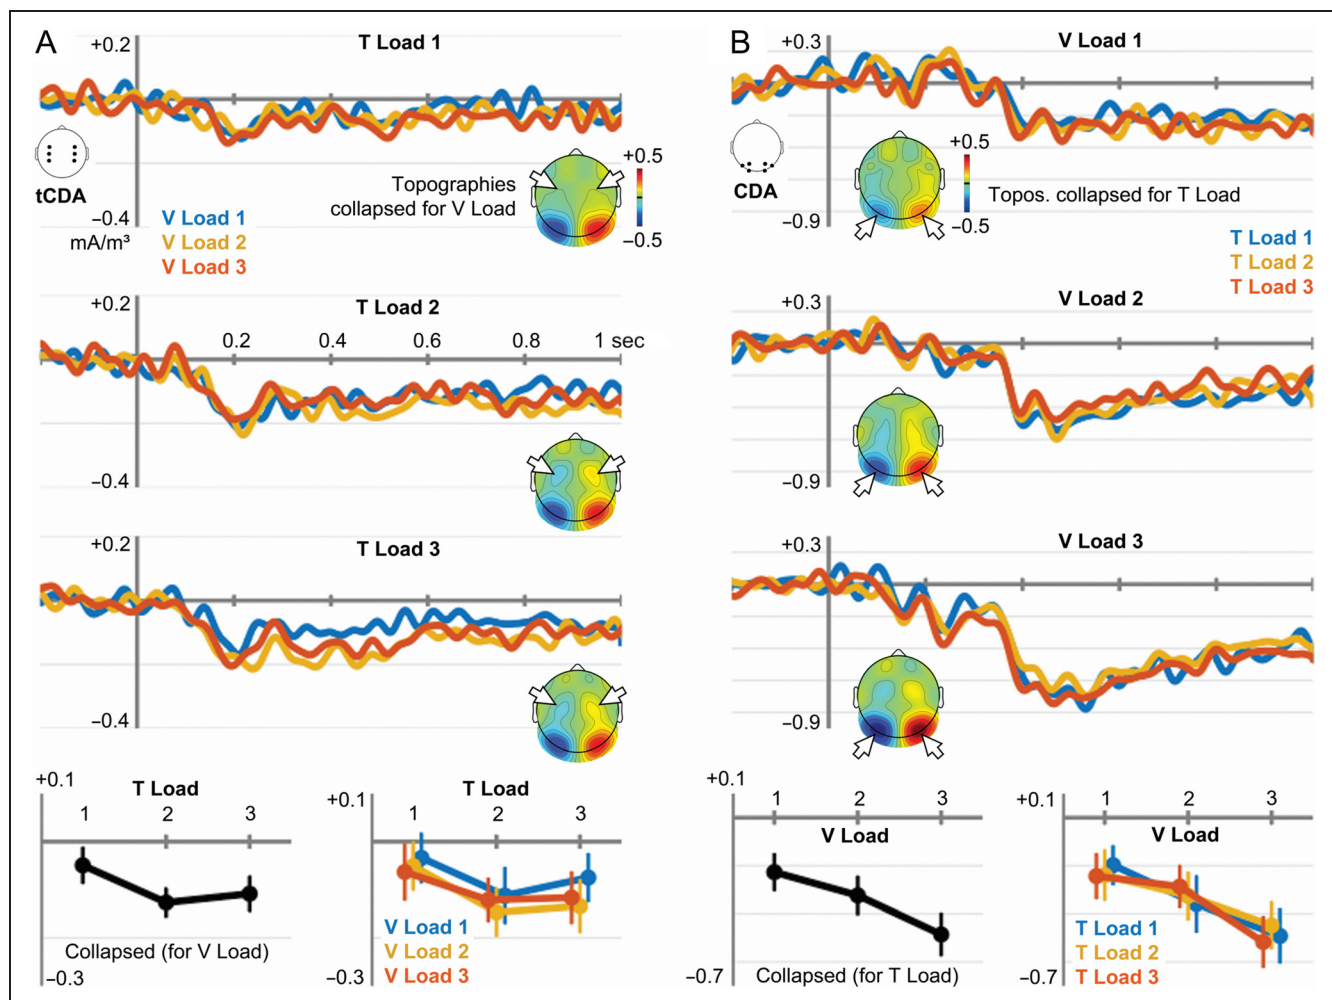 A
+0.2
T Load 1
tCDA
−0.4
mA/m³
V Load 1
V Load 2
V Load 3
Topographies
collapsed for V Load
+0.5
−0.5
+0.2
T Load 2
0.2
0.4
0.6
0.8
1 sec
−0.4
+0.2
T Load 3
−0.4
+0.1
T Load
1
2
3
Collapsed (for V Load)
−0.3
+0.1
T Load
1
2
3
V Load 1
V Load 2
V Load 3
−0.3
B
+0.3
V Load 1
CDA
−0.9
+0.5
−0.5
Topos. collapsed for T Load
T Load 1
T Load 2
T Load 3
+0.3
V Load 2
−0.9
+0.3
V Load 3
−0.9
+0.1
1
2
3
V Load
−0.7
Collapsed (for T Load)
+0.1
1
2
3
V Load
T Load 1
T Load 2
T Load 3
−0.7